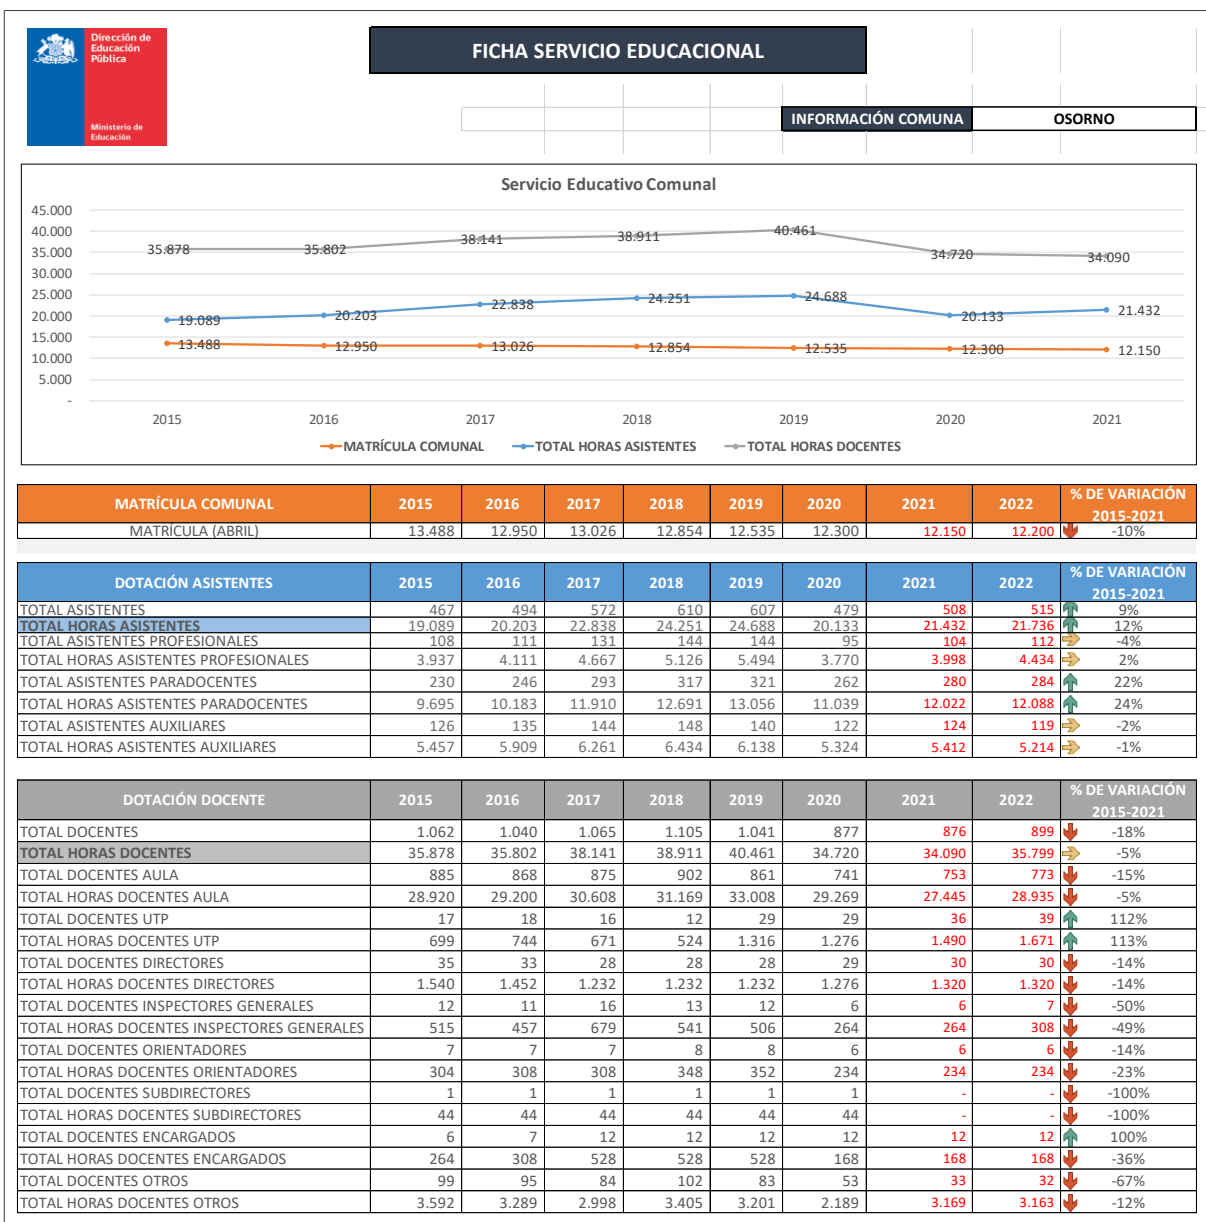 Dirección de
Educación
Pública
Ministerio de
Educación
FICHA SERVICIO EDUCACIONAL
INFORMACIÓN COMUNA OSORNO
Servicio Educativo Comunal
45.000
40.000
35.000
30.000
25.000
20.000
15.000
10.000
5.000
-
35.878 35.802 38.141 38.911 40.461 34.720 34.090
19.089 20.203 22.838 24.251 24.688 20.133 21.432
13.488 12.950 13.026 12.854 12.535 12.300 12.150
2015 2016 2017 2018 2019 2020 2021
MATRÍCULA COMUNAL TOTAL HORAS ASISTENTES TOTAL HORAS DOCENTES
MATRÍCULA COMUNAL 2015 2016 2017 2018 2019 2020 2021 2022 % DE VARIACIÓN 2015-2021
MATRÍCULA (ABRIL) 13.488 12.950 13.026 12.854 12.535 12.300 12.150 12.200 -10%
DOTACIÓN ASISTENTES 2015 2016 2017 2018 2019 2020 2021 2022 % DE VARIACIÓN 2015-2021
TOTAL ASISTENTES 467 494 572 610 607 479 508 515 9%
TOTAL HORAS ASISTENTES 19.089 20.203 22.838 24.251 24.688 20.133 21.432 21.736 12%
TOTAL ASISTENTES PROFESIONALES 108 111 131 144 144 95 104 112 -4%
TOTAL HORAS ASISTENTES PROFESIONALES 3.937 4.111 4.667 5.126 5.494 3.770 3.998 4.434 2%
TOTAL ASISTENTES PARADOCENTES 230 246 293 317 321 262 280 284 22%
TOTAL HORAS ASISTENTES PARADOCENTES 9.695 10.183 11.910 12.691 13.056 11.039 12.022 12.088 24%
TOTAL ASISTENTES AUXILIARES 126 135 144 148 140 122 124 119 -2%
TOTAL HORAS ASISTENTES AUXILIARES 5.457 5.909 6.261 6.434 6.138 5.324 5.412 5.214 -1%
DOTACIÓN DOCENTE 2015 2016 2017 2018 2019 2020 2021 2022 % DE VARIACIÓN 2015-2021
TOTAL DOCENTES 1.062 1.040 1.065 1.105 1.041 877 876 899 -18%
TOTAL HORAS DOCENTES 35.878 35.802 38.141 38.911 40.461 34.720 34.090 35.799 -5%
TOTAL DOCENTES AULA 885 868 875 902 861 741 753 773 -15%
TOTAL HORAS DOCENTES AULA 28.920 29.200 30.608 31.169 33.008 29.269 27.445 28.935 -5%
TOTAL DOCENTES UTP 17 18 16 12 29 29 36 39 112%
TOTAL HORAS DOCENTES UTP 699 744 671 524 1.316 1.276 1.490 1.671 113%
TOTAL DOCENTES DIRECTORES 35 33 28 28 28 29 30 30 -14%
TOTAL HORAS DOCENTES DIRECTORES 1.540 1.452 1.232 1.232 1.232 1.276 1.320 1.320 -14%
TOTAL DOCENTES INSPECTORES GENERALES 12 11 16 13 12 6 6 7 -50%
TOTAL HORAS DOCENTES INSPECTORES GENERALES 515 457 679 541 506 264 264 308 -49%
TOTAL DOCENTES ORIENTADORES 7 7 7 8 8 6 6 6 -14%
TOTAL HORAS DOCENTES ORIENTADORES 304 308 308 348 352 234 234 234 -23%
TOTAL DOCENTES SUBDIRECTORES 1 1 1 1 1 1 - - -100%
TOTAL HORAS DOCENTES SUBDIRECTORES 44 44 44 44 44 44 - - -100%
TOTAL DOCENTES ENCARGADOS 6 7 12 12 12 12 12 12 100%
TOTAL HORAS DOCENTES ENCARGADOS 264 308 528 528 528 168 168 168 -36%
TOTAL DOCENTES OTROS 99 95 84 102 83 53 33 32 -67%
TOTAL HORAS DOCENTES OTROS 3.592 3.289 2.998 3.405 3.201 2.189 3.169 3.163 -12%